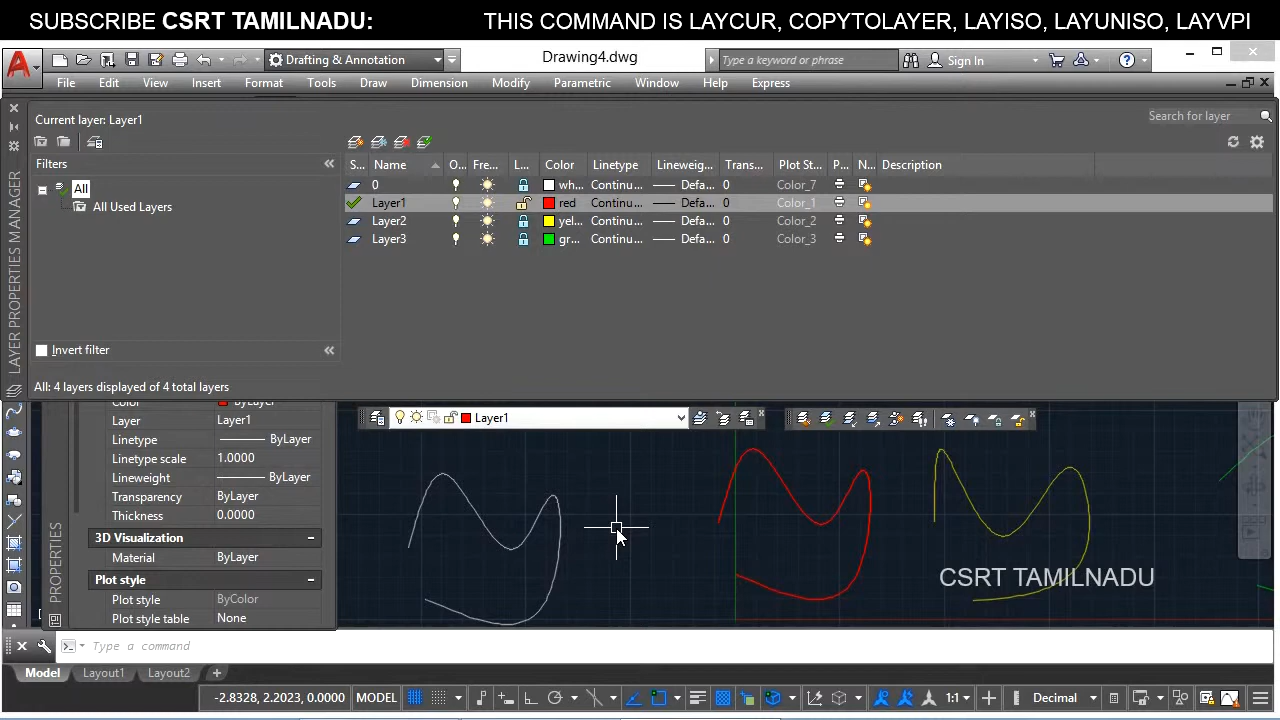 SUBSCRIBE CSRT TAMILNADU: THIS COMMAND IS LAYCUR, COPYTOLAYER, LAYISO, LAYUNISO, LAYVPI
A Drafting & Annotation Drawing4.dwg Type a keyword or phrase Sign In ?
File Edit View Insert Format Tools Draw Dimension Modify Parametric Window Help Express
Current layer: Layer1 Search for layer
Filters
S... Name O... Fre... L... Color Linetype Lineweig... Trans... Plot St... P... N... Description
All
0 wh... Continu... Defa... 0 Color_7
All Used Layers
Layer1 red Continu... Defa... 0 Color_1
Layer2 yel... Continu... Defa... 0 Color_2
Layer3 gr... Continu... Defa... 0 Color_3
LAYER PROPERTIES MANAGER
Invert filter
All: 4 layers displayed of 4 total layers
Layer Layer1
Layer1
Linetype ByLayer
Linetype scale 1.0000
Lineweight ByLayer
Transparency ByLayer
Thickness 0.0000
3D Visualization
Material ByLayer
Plot style
Plot style ByColor
Plot style table None
PROPERTIES
CSRT TAMILNADU
Type a command
Model Layout1 Layout2 +
-2.8328, 2.2023, 0.0000 MODEL 1:1 Decimal